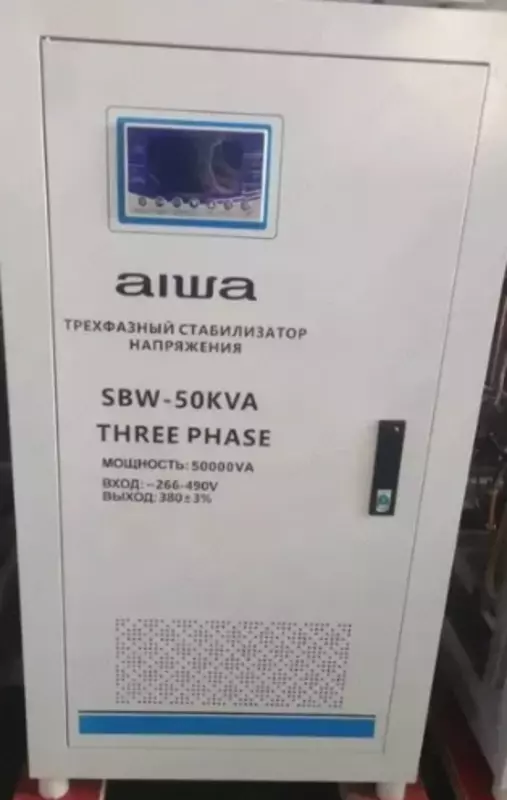 aiwa
ТРЕХФАЗНЫЙ СТАБИЛИЗАТОР
НАПРЯЖЕНИЯ
SBW-50KVA
THREE PHASE
МОЩНОСТЬ: 50000VA
ВХОД: ~266-490V
ВЫХОД: 380±3%